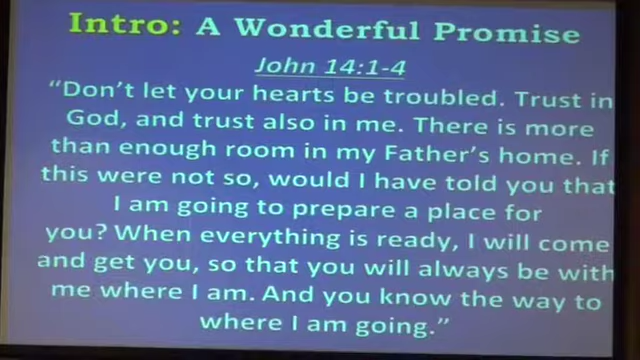 Intro: A Wonderful Promise
John 14:1-4
“Don’t let your hearts be troubled. Trust in
God, and trust also in me. There is more
than enough room in my Father’s home. If
this were not so, would I have told you that
I am going to prepare a place for
you? When everything is ready, I will come
and get you, so that you will always be with
me where I am. And you know the way to
where I am going.”